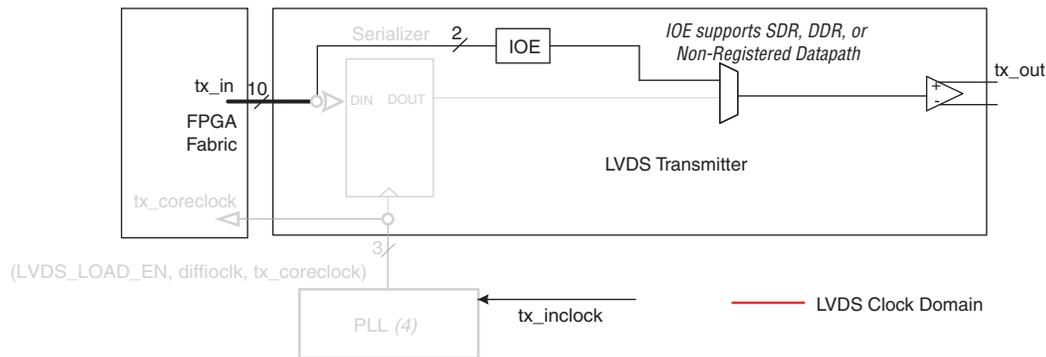 Serializer
2
IOE
IOE supports SDR, DDR, or
Non-Registered Datapath
tx_out
tx_in
10
DIN
DOUT
+
-
FPGA
Fabric
LVDS Transmitter
tx_coreclock
3
(LVDS_LOAD_EN, diffioclk, tx_coreclock)
PLL (4)
tx_inclock
LVDS Clock Domain